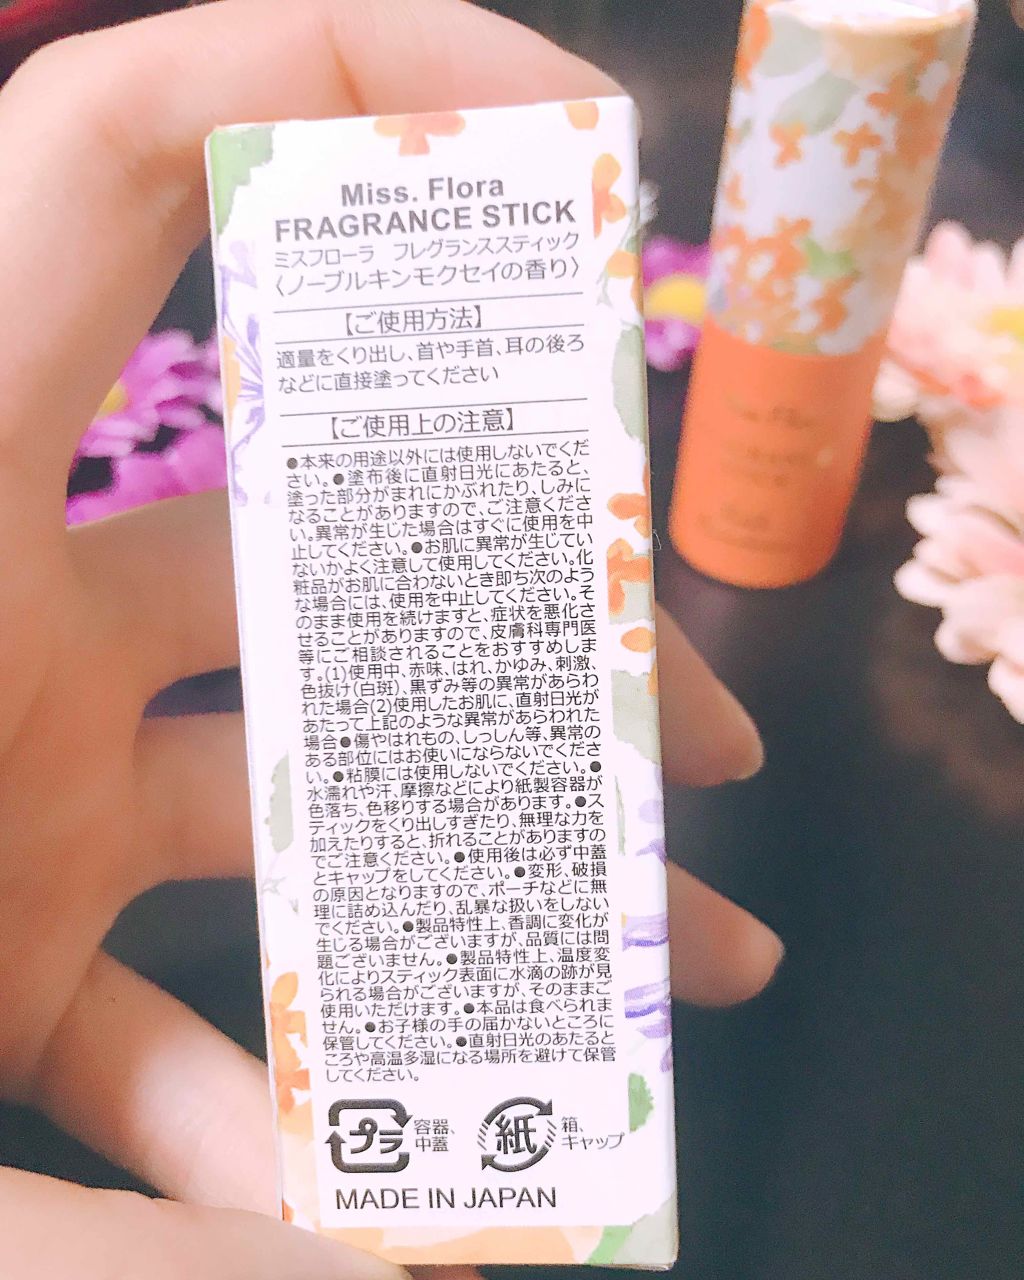 Miss. Flora
FRAGRANCE STICK
ミスフローラ フレグランススティック
〈ノーブルキンモクセイの香り〉
【ご使用方法】
適量をくり出し、首や手首、耳の後ろ
などに直接塗ってください
【ご使用上の注意】
●本来の用途以外には使用しないでくだ
さい。●塗布後に直射日光にあたると、
塗った部分がまれにかぶれたり、しみに
なることがありますので、ご注意くださ
い。異常が生じた場合はすぐに使用を中
止してください。●お肌に異常が生じてい
ないかよく注意して使用してください。化
粧品がお肌に合わないとき即ち次のよう
な場合には、使用を中止してください。そ
のまま使用を続けますと、症状を悪化さ
せることがありますので、皮膚科専門医
等にご相談されることをおすすめしま
す。(1)使用中、赤味、はれ、かゆみ、刺激、
色抜け(白斑)、黒ずみ等の異常があらわ
れた場合(2)使用したお肌に、直射日光が
あたって上記のような異常があらわれた
場合●傷やはれもの、しっしん等、異常の
ある部位にはお使いにならないでくださ
い。●粘膜には使用しないでください。●
水濡れや汗、摩擦などにより紙製容器が
色落ち、色移りする場合があります。●ス
ティックをくり出しすぎたり、無理な力を
加えたりすると、折れることがありますの
でご注意ください。●使用後は必ず中蓋
とキャップをしてください。●変形、破損
の原因となりますので、ポーチなどに無
理に詰め込んだり、乱暴な扱いをしない
でください。●製品特性上、香調に変化が
生じる場合がございますが、品質には問
題ございません。●製品特性上、温度変
化によりスティック表面に水滴の跡が見
られる場合がございますが、そのままご
使用いただけます。●本品は食べられま
せん。●お子様の手の届かないところに
保管してください。●直射日光のあたると
ころや高温多湿になる場所を避けて保管
してください。
プラ 容器、 紙 箱、
中蓋 キャップ
MADE IN JAPAN